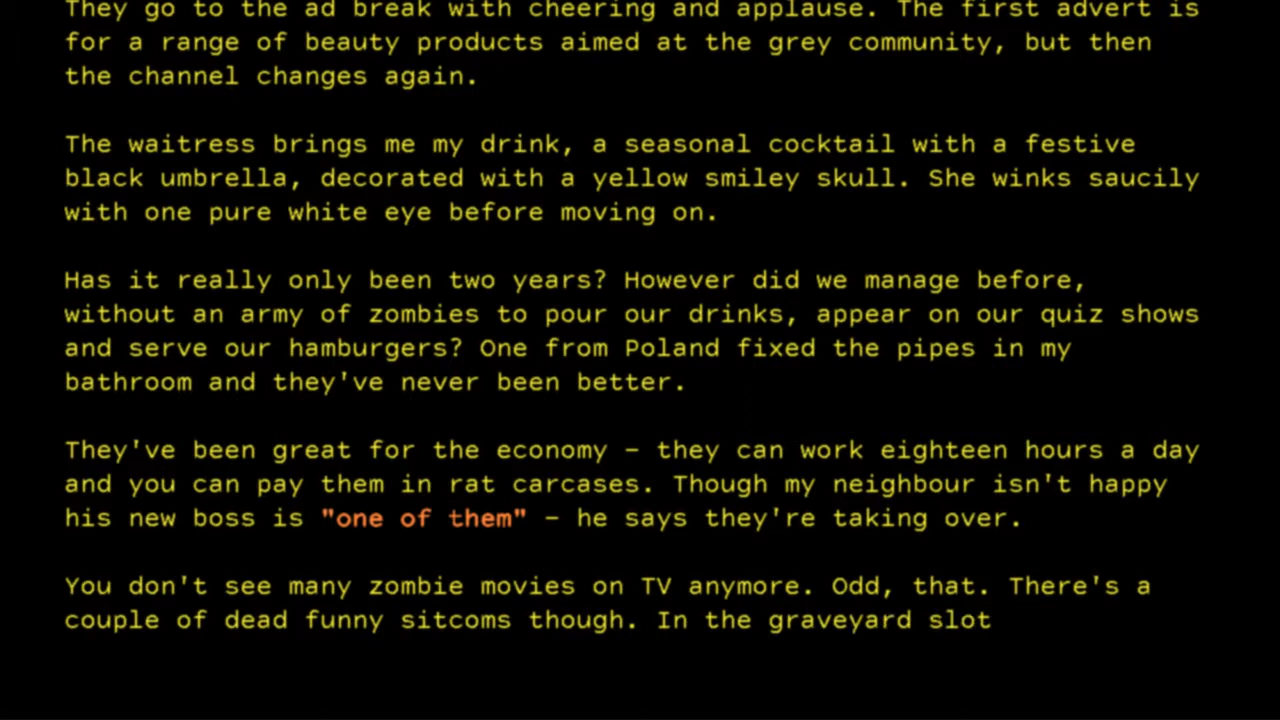 They go to the ad break with cheering and applause. The first advert is
for a range of beauty products aimed at the grey community, but then
the channel changes again.
The waitress brings me my drink, a seasonal cocktail with a festive
black umbrella, decorated with a yellow smiley skull. She winks saucily
with one pure white eye before moving on.
Has it really only been two years? However did we manage before,
without an army of zombies to pour our drinks, appear on our quiz shows
and serve our hamburgers? One from Poland fixed the pipes in my
bathroom and they've never been better.
They've been great for the economy – they can work eighteen hours a day
and you can pay them in rat carcases. Though my neighbour isn't happy
his new boss is "one of them" – he says they're taking over.
You don't see many zombie movies on TV anymore. Odd, that. There's a
couple of dead funny sitcoms though. In the graveyard slot